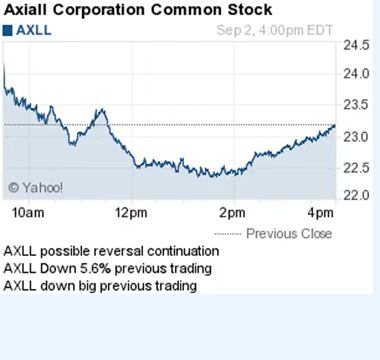 Axiall Corporation Common Stock
AXLL
Sep 2, 4:00pm EDT
24.5
24.0
23.5
23.0
22.5
22.0
© Yahoo!
10am 12pm 2pm 4pm
Previous Close
AXLL possible reversal continuation
AXLL Down 5.6% previous trading
AXLL down big previous trading